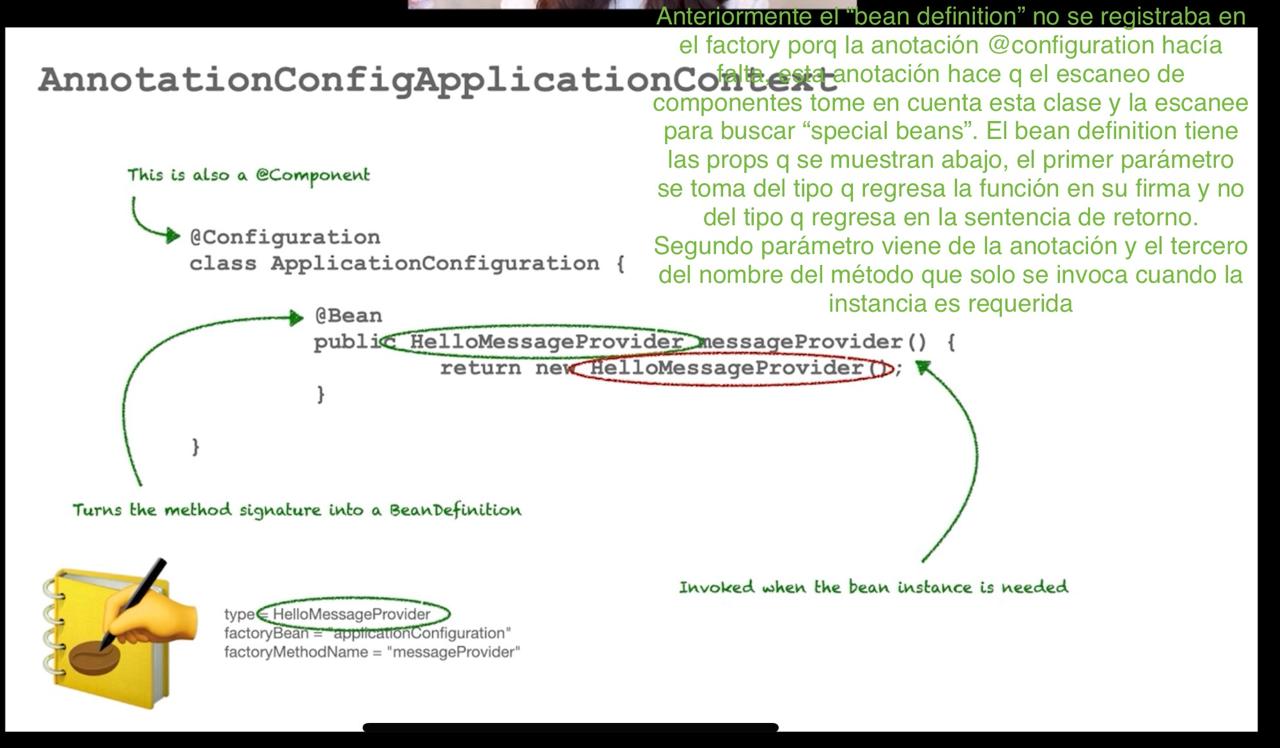 Anteriormente el “bean definition” no se registraba en
el factory porq la anotación @configuration hacía
falta, esta anotación hace q el escaneo de
componentes tome en cuenta esta clase y la escanee
para buscar “special beans”. El bean definition tiene
las props q se muestran abajo, el primer parámetro
se toma del tipo q regresa la función en su firma y no
del tipo q regresa en la sentencia de retorno.
Segundo parámetro viene de la anotación y el tercero
del nombre del método que solo se invoca cuando la
instancia es requerida
AnnotationConfigApplicationContext
This is also a @Component
@Configuration
class ApplicationConfiguration {
@Bean
public HelloMessageProvider messageProvider() {
return new HelloMessageProvider();
}
}
Turns the method signature into a BeanDefinition
Invoked when the bean instance is needed
type = HelloMessageProvider
factoryBean = "applicationConfiguration"
factoryMethodName = "messageProvider"